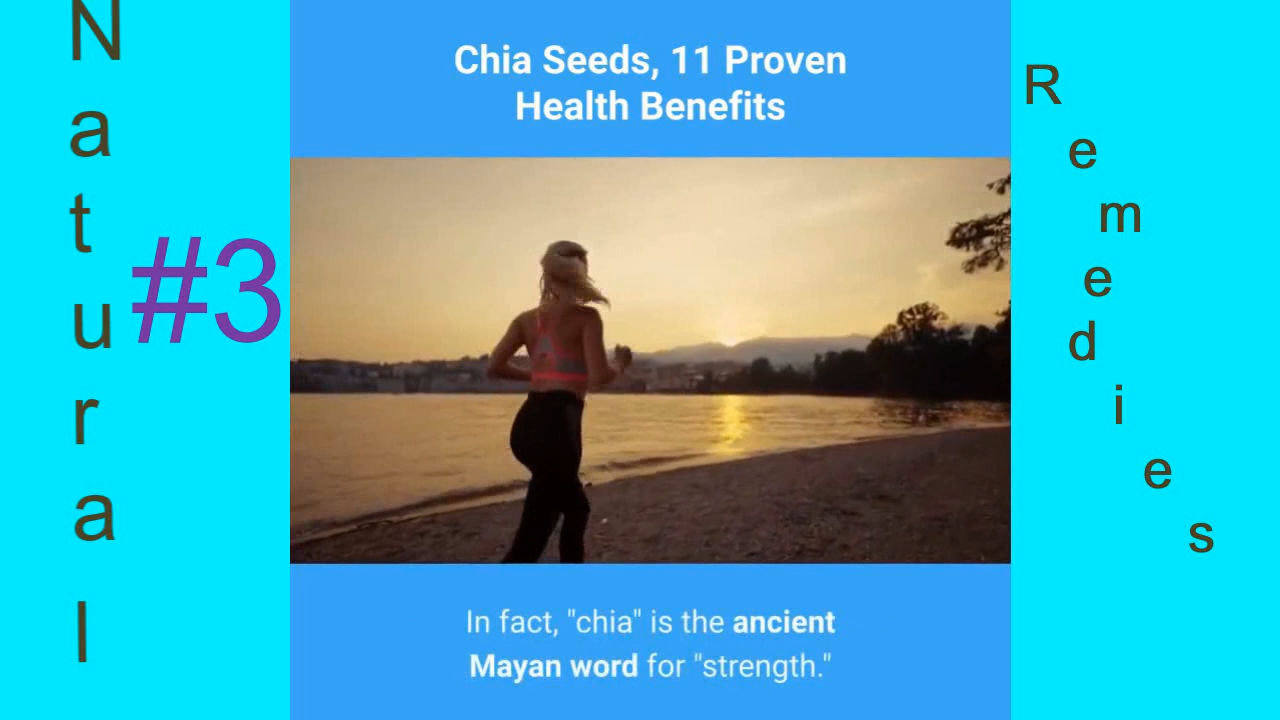 Natural
#3
Chia Seeds, 11 Proven
Health Benefits
In fact, "chia" is the ancient
Mayan word for "strength."
Remedies